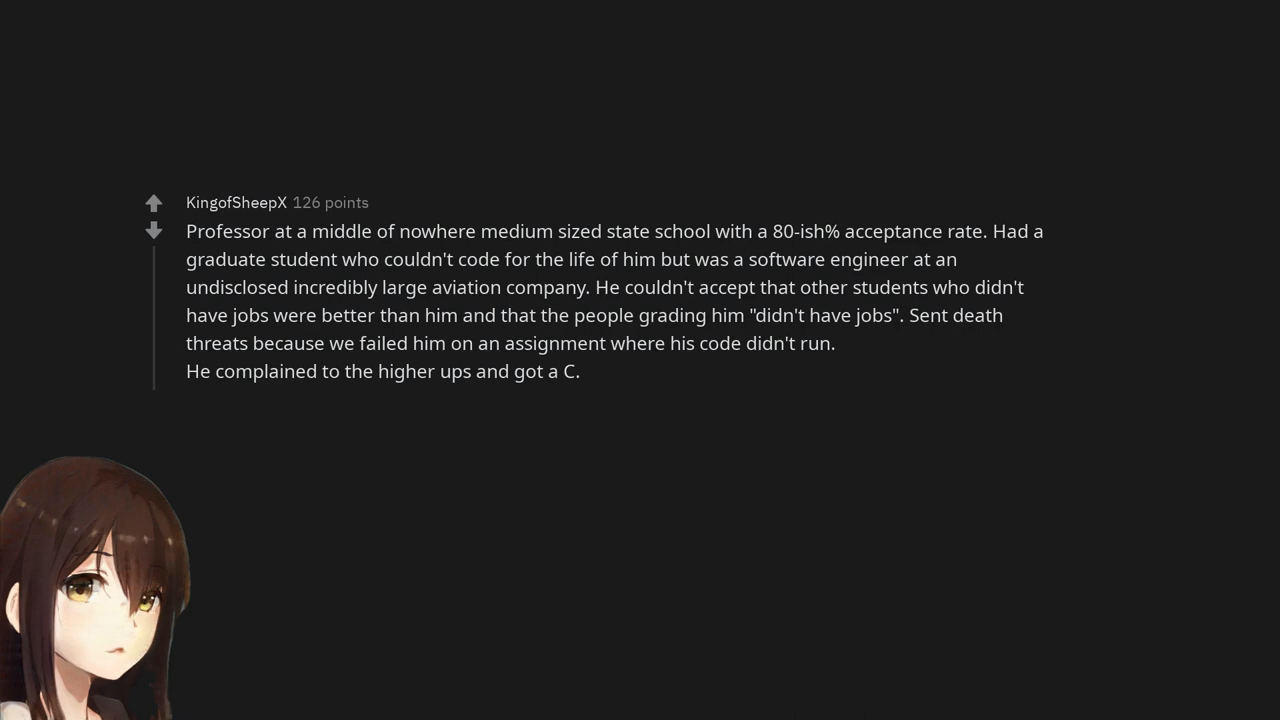 KingofSheepX 126 points
Professor at a middle of nowhere medium sized state school with a 80-ish% acceptance rate. Had a
graduate student who couldn't code for the life of him but was a software engineer at an
undisclosed incredibly large aviation company. He couldn't accept that other students who didn't
have jobs were better than him and that the people grading him "didn't have jobs". Sent death
threats because we failed him on an assignment where his code didn't run.
He complained to the higher ups and got a C.